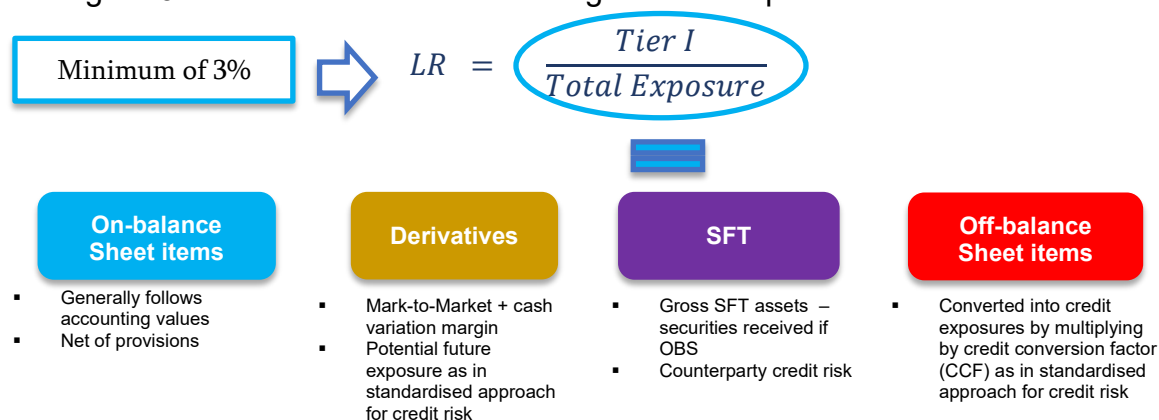 Minimum of 3%
LR = Tier I
Total Exposure
On-balance
Sheet items
▪ Generally follows
accounting values
▪ Net of provisions
Derivatives
▪ Mark-to-Market + cash
variation margin
▪ Potential future
exposure as in
standardised approach
for credit risk
SFT
▪ Gross SFT assets –
securities received if
OBS
▪ Counterparty credit risk
Off-balance
Sheet items
▪ Converted into credit
exposures by multiplying
by credit conversion factor
(CCF) as in standardised
approach for credit risk